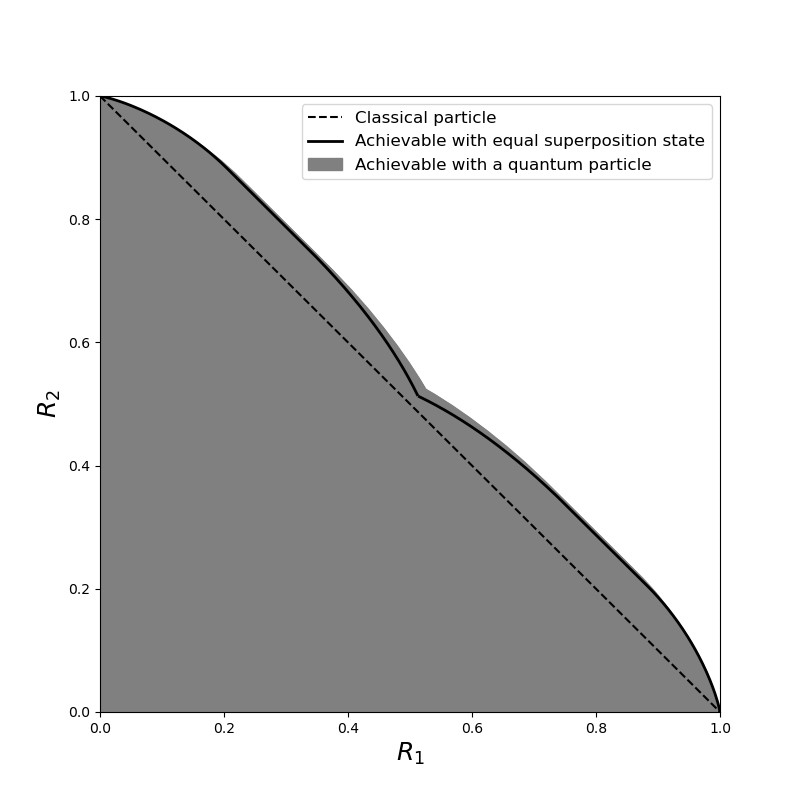 1.0
0.8
0.6
0.4
0.2
0.0
R2
Classical particle
Achievable with equal superposition state
Achievable with a quantum particle
0.0 0.2 0.4 0.6 0.8 1.0
R1